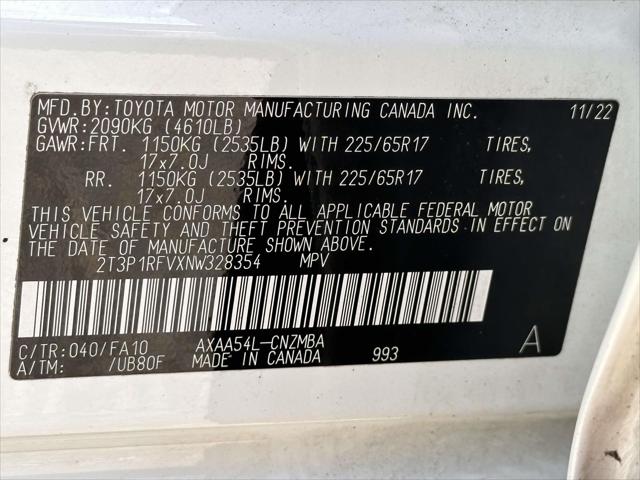 MFD. BY: TOYOTA MOTOR MANUFACTURING CANADA INC. 11/22
GVWR: 2090KG (4610LB)
GAWR: FRT. 1150KG (2535LB) WITH 225/65R17 TIRES,
17x7.0J RIMS.
RR. 1150KG (2535LB) WITH 225/65R17 TIRES,
17x7.0J RIMS.
THIS VEHICLE CONFORMS TO ALL APPLICABLE FEDERAL MOTOR
VEHICLE SAFETY AND THEFT PREVENTION STANDARDS IN EFFECT ON
THE DATE OF MANUFACTURE SHOWN ABOVE.
2T3P1RFVXNW328354 MPV
C/TR: 040/FA10 AXAA54L-CNZMBA A
A/TM: /UB80F MADE IN CANADA 993